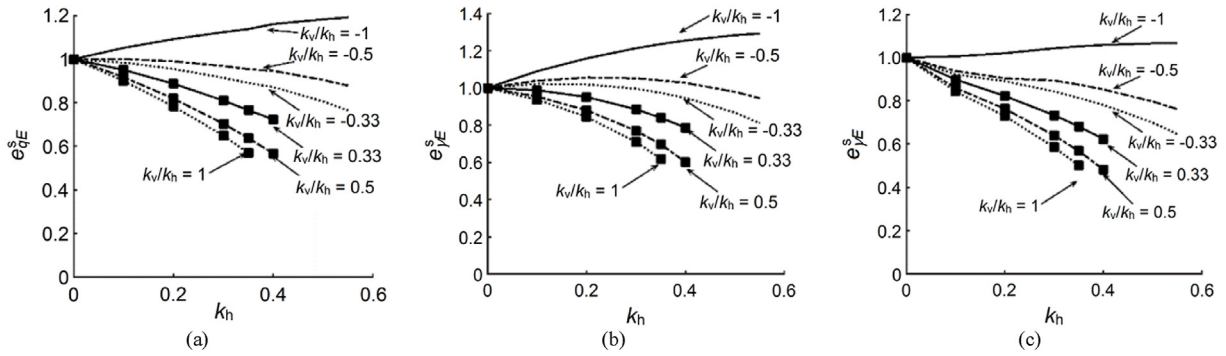 1.2
1
0.8
0.6
0.4
0.2
0
e^s_qE
k_v/k_h = -1
k_v/k_h = -0.5
k_v/k_h = -0.33
k_v/k_h = 0.33
k_v/k_h = 1
k_v/k_h = 0.5
0 0.2 0.4 0.6
k_h
(a)
1.4
1.2
1.0
0.8
0.6
0.4
0.2
0
e^s_γE
k_v/k_h = -1
k_v/k_h = -0.5
k_v/k_h = -0.33
k_v/k_h = 0.33
k_v/k_h = 1
k_v/k_h = 0.5
0 0.2 0.4 0.6
k_h
(b)
1.2
1.0
0.8
0.6
0.4
0.2
0
e^s_γE
k_v/k_h = -1
k_v/k_h = -0.5
k_v/k_h = -0.33
k_v/k_h = 0.33
k_v/k_h = 1
k_v/k_h = 0.5
0 0.2 0.4 0.6
k_h
(c)